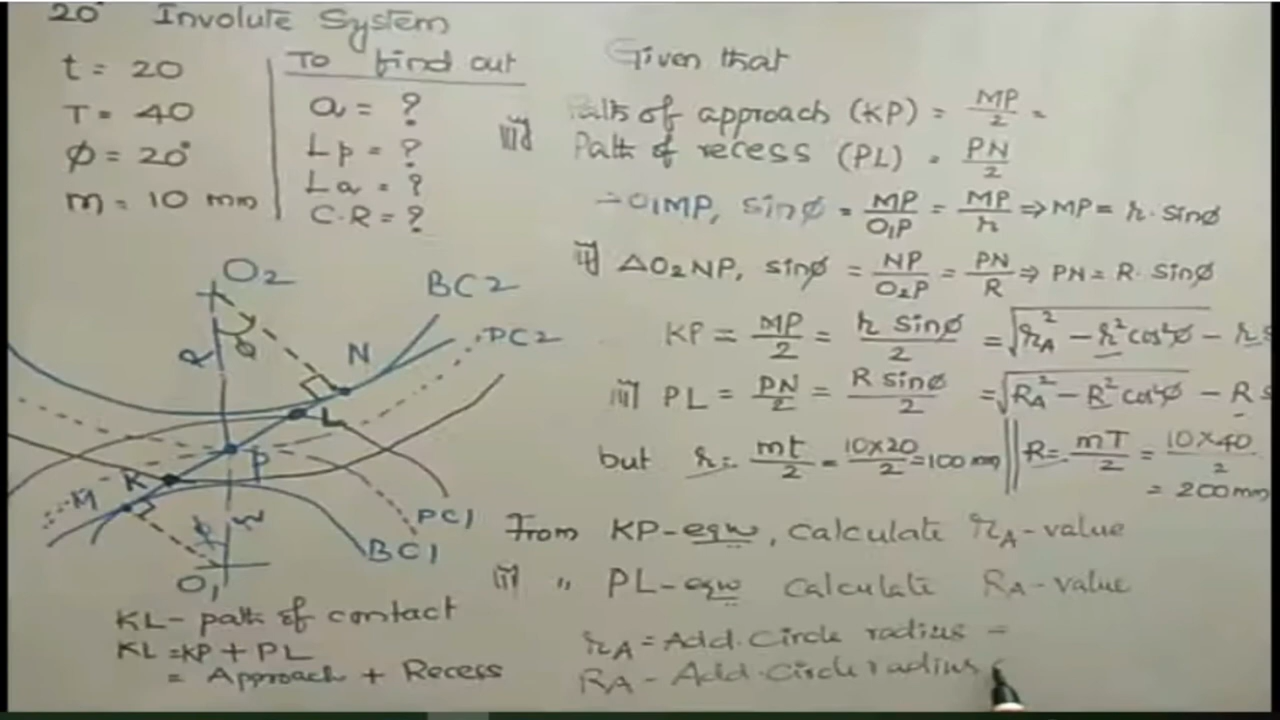 20° Involute System
t = 20
T = 40
φ = 20°
m = 10 mm
To find out
a = ?
Lp = ?
La = ?
C.R = ?
Given that
Path of approach (KP) = MP/2 =
|||ly Path of recess (PL) = PN/2
O1MP, sinφ = MP/O1P = MP/r ⇒ MP = r. sinφ
||ly ΔO2NP, sinφ = NP/O2P = PN/R ⇒ PN = R. sinφ
KP = MP/2 = r sinφ/2 = √(rA² - r²cos²φ) - r
|||ly PL = PN/2 = R sinφ/2 = √(RA² - R²cos²φ) - R
but r = mt/2 = 10×20/2 = 100 mm || R = mT/2 = 10×40/2
= 200 mm
From KP-eqn, calculate rA - value
||ly " PL-eqn calculate RA - value
rA = Add. Circle radius =
RA - Add. Circle radius
O2
BC2
R
φ
N
PC2
L
P
K
M
φ
r
PC1
BC1
O1
KL - path of contact
KL = KP + PL
= Approach + Recess